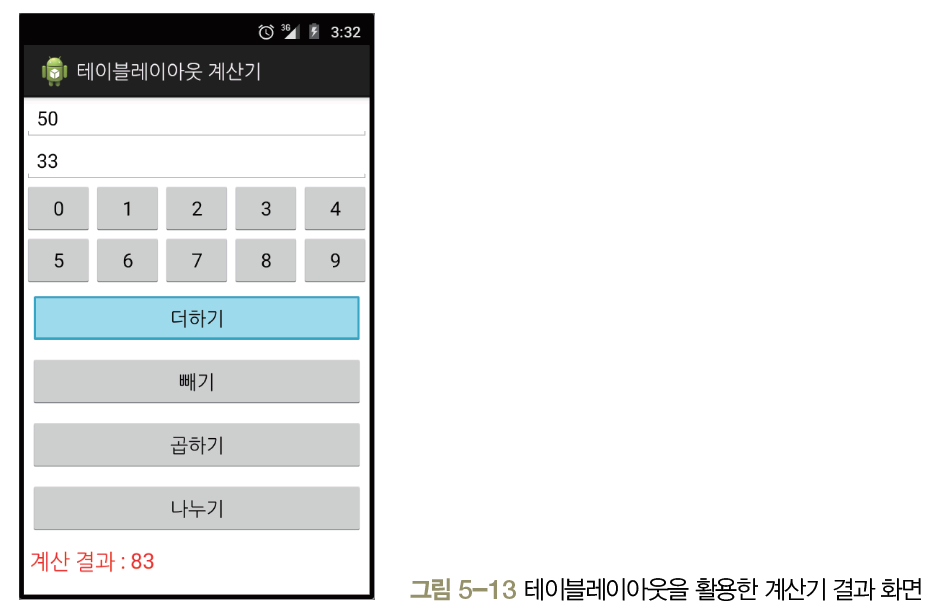 3G 3:32
테이블레이아웃 계산기
50
33
0 1 2 3 4
5 6 7 8 9
더하기
빼기
곱하기
나누기
계산 결과 : 83
그림 5-13 테이블레이아웃을 활용한 계산기 결과 화면